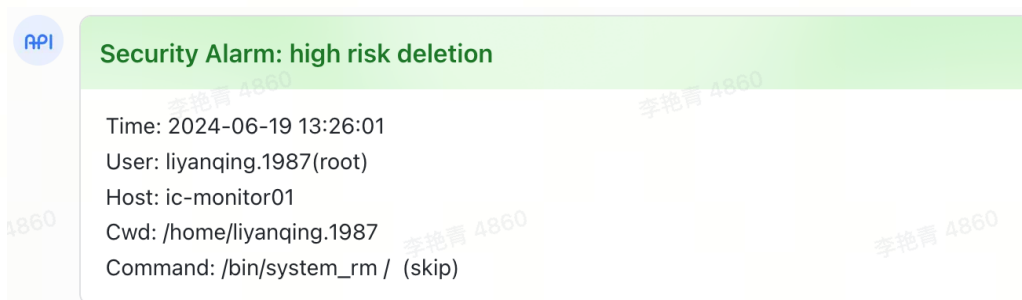 API
Security Alarm: high risk deletion
李艳青 4860
李艳青 4860
Time: 2024-06-19 13:26:01
User: liyanqing.1987(root)
Host: ic-monitor01
4860
李艳青 4860
李艳青 4860
Cwd: /home/liyanqing.1987
Command: /bin/system_rm / (skip)